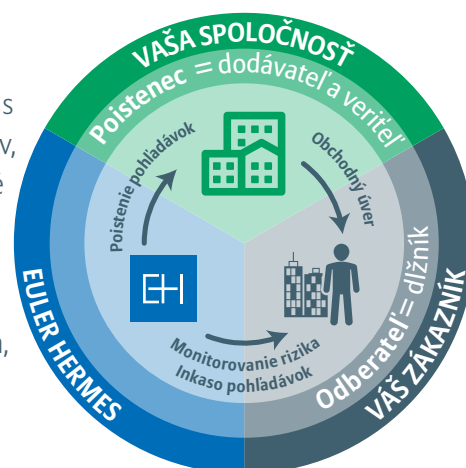 VAŠA SPOLOČNOSŤ
Poistenec = dodávateľ a veriteľ
s
v,
Poistenie pohľadávok
Obchodný úver
EH
Monitorovanie rizika
Inkaso pohľadávok
EULER HERMES
Odberateľ = dlžník
VÁŠ ZÁKAZNÍK